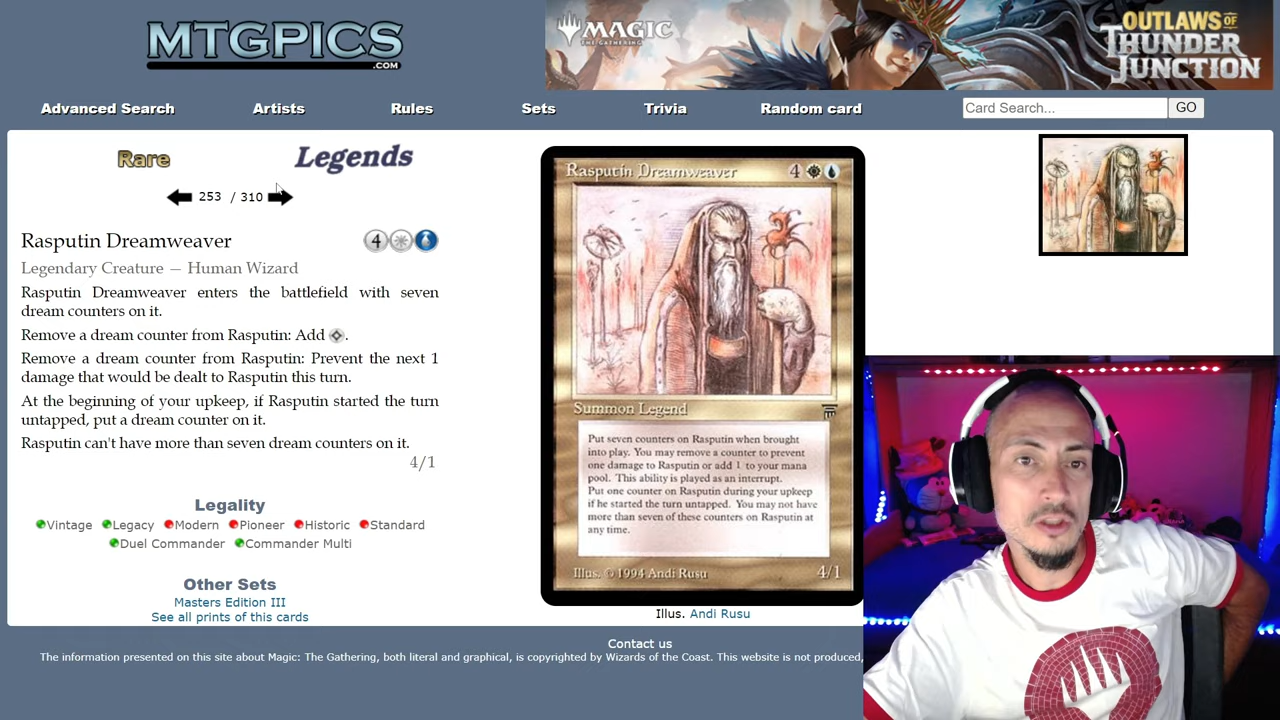 MTGPICS
.COM
MAGIC
THE GATHERING
OUTLAWS OF
THUNDER
JUNCTION
Advanced Search
Artists
Rules
Sets
Trivia
Random card
Card Search...
GO
Rare
Legends
253 / 310
Rasputin Dreamweaver
4
Legendary Creature — Human Wizard
Rasputin Dreamweaver enters the battlefield with seven
dream counters on it.
Remove a dream counter from Rasputin: Add .
Remove a dream counter from Rasputin: Prevent the next 1
damage that would be dealt to Rasputin this turn.
At the beginning of your upkeep, if Rasputin started the turn
untapped, put a dream counter on it.
Rasputin can't have more than seven dream counters on it.
4/1
Legality
Vintage Legacy Modern Pioneer Historic Standard
Duel Commander Commander Multi
Other Sets
Masters Edition III
See all prints of this cards
Rasputin Dreamweaver 4
Summon Legend
Put seven counters on Rasputin when brought
into play. You may remove a counter to prevent
one damage to Rasputin or add 1 to your mana
pool. This ability is played as an interrupt.
Put one counter on Rasputin during your upkeep
if he started the turn untapped. You may not have
more than seven of these counters on Rasputin at
any time.
Illus. © 1994 Andi Rusu
4/1
Illus. Andi Rusu
Contact us
The information presented on this site about Magic: The Gathering, both literal and graphical, is copyrighted by Wizards of the Coast. This website is not produced,